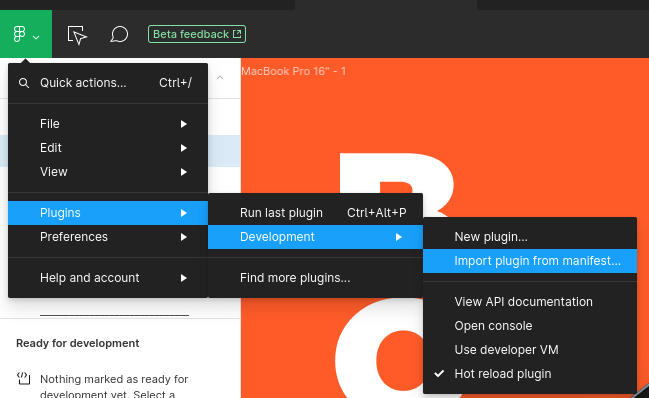 Beta feedback
MacBook Pro 16" - 1
Quick actions... Ctrl+/
File
Edit
View
Plugins
Preferences
Help and account
Run last plugin Ctrl+Alt+P
Development
Find more plugins...
New plugin...
Import plugin from manifest...
View API documentation
Open console
Use developer VM
Hot reload plugin
Ready for development
Nothing marked as ready for
development yet. Select a